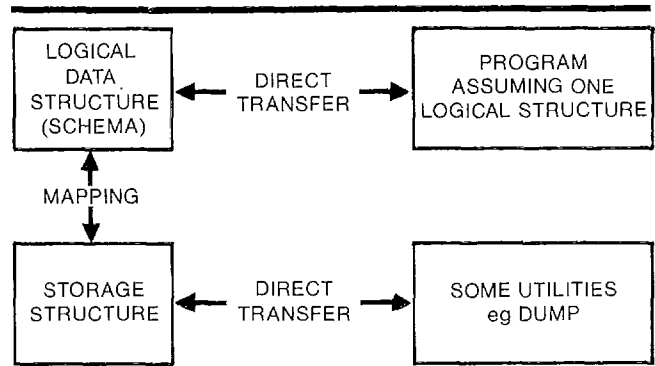 LOGICAL
DATA
STRUCTURE
(SCHEMA)
DIRECT
TRANSFER
PROGRAM
ASSUMING ONE
LOGICAL STRUCTURE
MAPPING
STORAGE
STRUCTURE
DIRECT
TRANSFER
SOME UTILITIES
eg DUMP